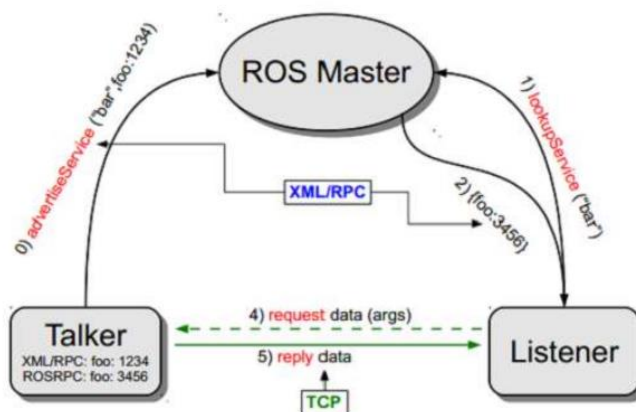 ROS Master
0) advertiseService ("bar",foo:1234)
1) lookupService ("bar")
XML/RPC
2) {foo:3456}
4) request data (args)
Talker
XML/RPC: foo: 1234
ROSRPC: foo: 3456
5) reply data
Listener
TCP